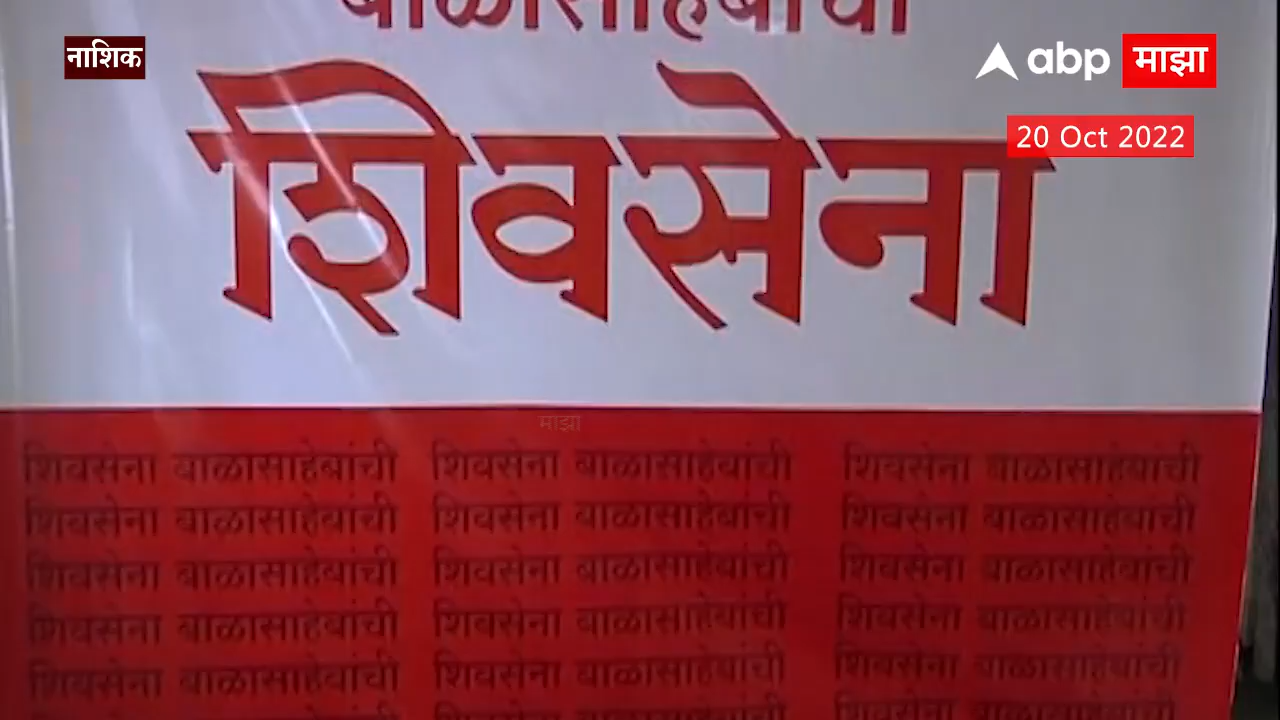 बाळासाहेबांची
नाशिक
abp माझा
शिवसेना
20 Oct 2022
माझा
शिवसेना बाळासाहेबांची शिवसेना बाळासाहेबांची शिवसेना बाळासाहेबांची
शिवसेना बाळासाहेबांची शिवसेना बाळासाहेबांची शिवसेना बाळासाहेबांची
शिवसेना बाळासाहेबांची शिवसेना बाळासाहेबांची शिवसेना बाळासाहेबांची
शिवसेना बाळासाहेबांची शिवसेना बाळासाहेबांची शिवसेना बाळासाहेबांची
शिवसेना बाळासाहेबांची शिवसेना बाळासाहेबांची शिवसेना बाळासाहेबांची